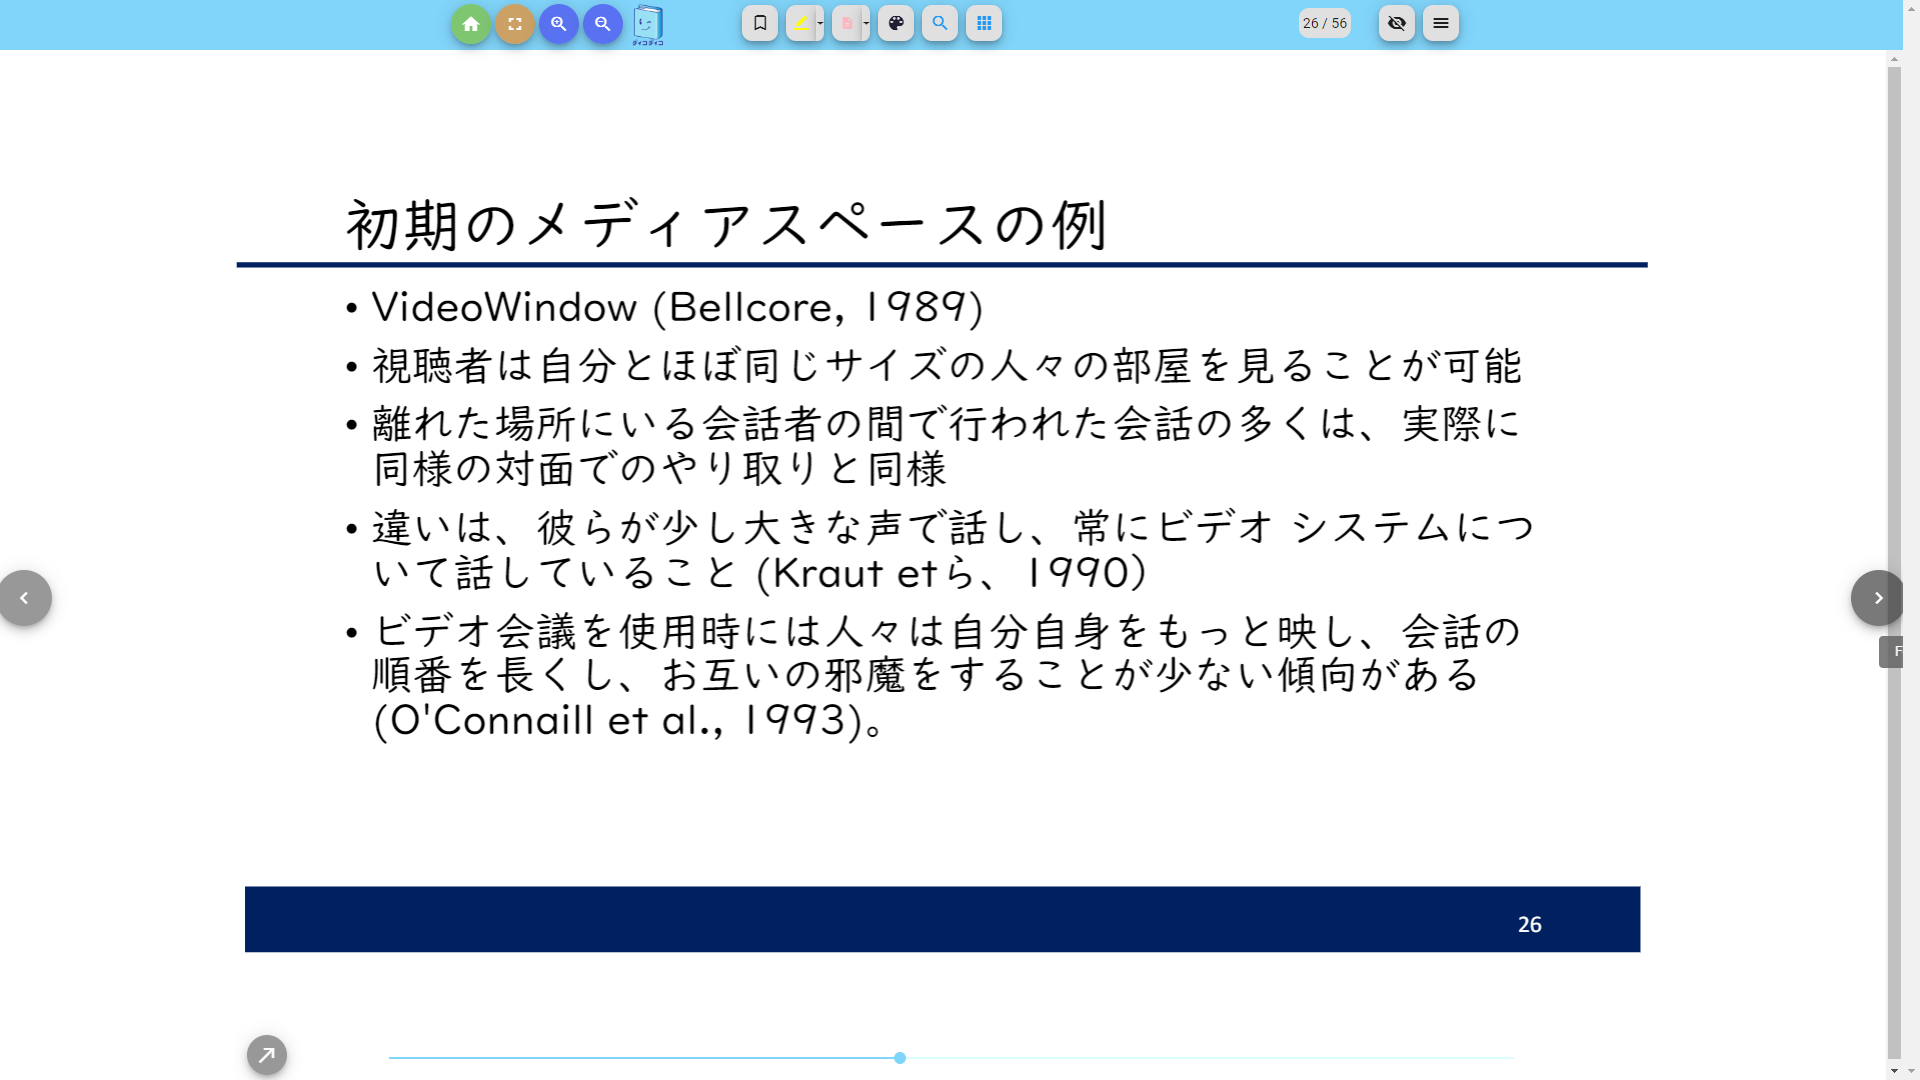 26 / 56
初期のメディアスペースの例
• VideoWindow (Bellcore, 1989)
• 視聴者は自分とほぼ同じサイズの人々の部屋を見ることが可能
• 離れた場所にいる会話者の間で行われた会話の多くは、実際に
同様の対面でのやり取りと同様
• 違いは、彼らが少し大きな声で話し、常にビデオ システムにつ
いて話していること (Kraut etら、1990）
• ビデオ会議を使用時には人々は自分自身をもっと映し、会話の
順番を長くし、お互いの邪魔をすることが少ない傾向がある
(O'Connaill et al., 1993)。
F
26